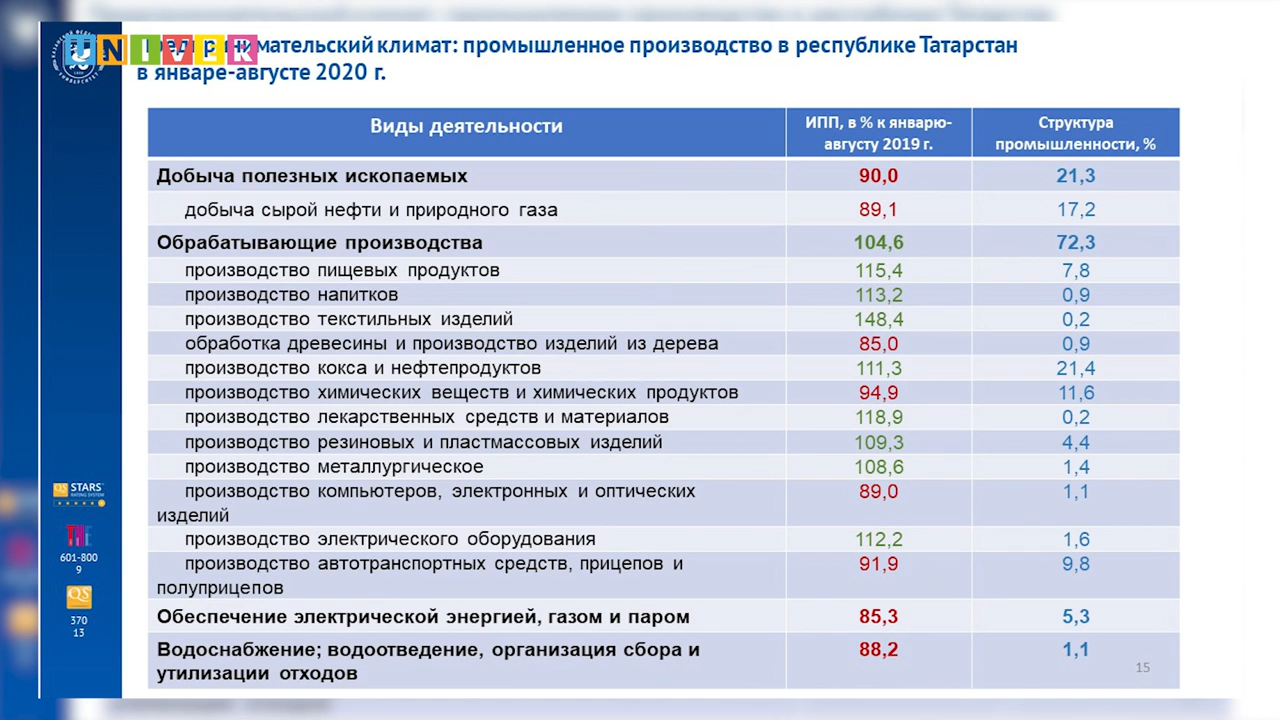 UNIVER
климат: промышленное производство в республике Татарстан
в январе-августе 2020 г.
Виды деятельности
ИПП, в % к январю-
августу 2019 г.
Структура
промышленности, %
Добыча полезных ископаемых 90,0 21,3
добыча сырой нефти и природного газа 89,1 17,2
Обрабатывающие производства 104,6 72,3
производство пищевых продуктов 115,4 7,8
производство напитков 113,2 0,9
производство текстильных изделий 148,4 0,2
обработка древесины и производство изделий из дерева 85,0 0,9
производство кокса и нефтепродуктов 111,3 21,4
производство химических веществ и химических продуктов 94,9 11,6
производство лекарственных средств и материалов 118,9 0,2
производство резиновых и пластмассовых изделий 109,3 4,4
производство металлургическое 108,6 1,4
производство компьютеров, электронных и оптических 89,0 1,1
изделий
производство электрического оборудования 112,2 1,6
производство автотранспортных средств, прицепов и 91,9 9,8
полуприцепов
Обеспечение электрической энергией, газом и паром 85,3 5,3
Водоснабжение; водоотведение, организация сбора и 88,2 1,1
утилизации отходов
15
QS STARS
RATING SYSTEM
THE
601-800
9
QS
370
13